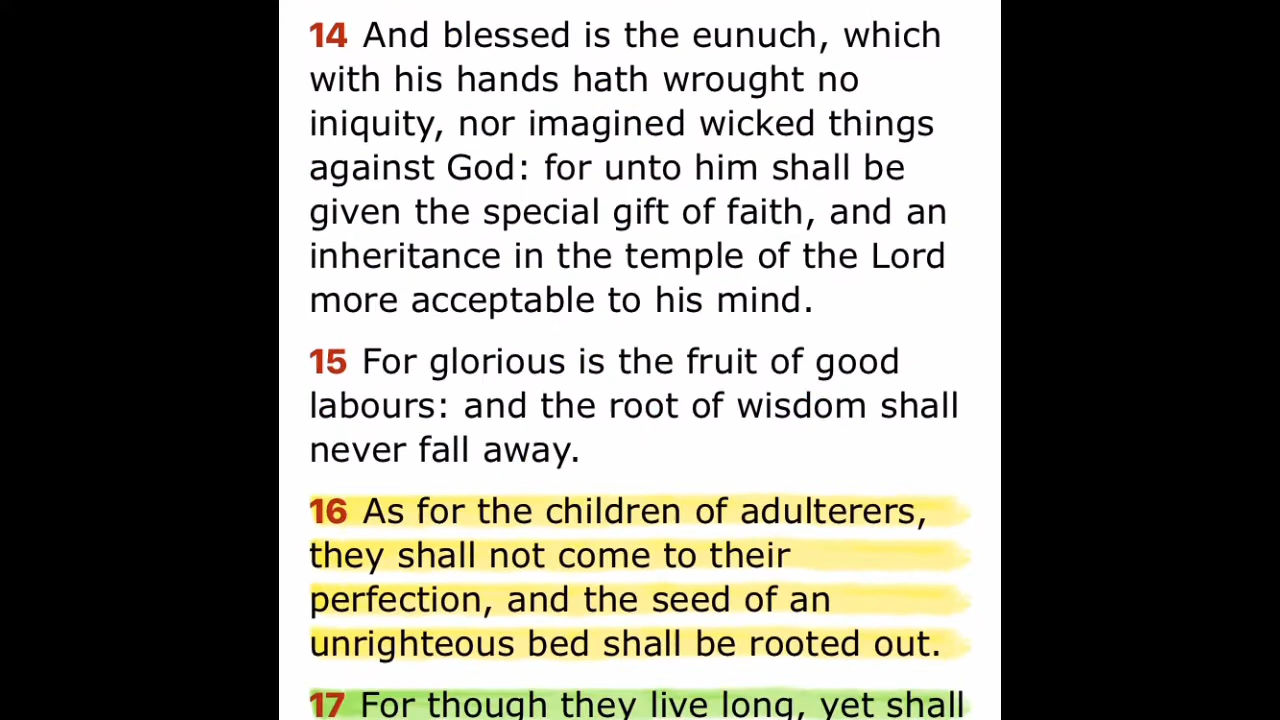 14 And blessed is the eunuch, which
with his hands hath wrought no
iniquity, nor imagined wicked things
against God: for unto him shall be
given the special gift of faith, and an
inheritance in the temple of the Lord
more acceptable to his mind.
15 For glorious is the fruit of good
labours: and the root of wisdom shall
never fall away.
16 As for the children of adulterers,
they shall not come to their
perfection, and the seed of an
unrighteous bed shall be rooted out.
17 For though they live long, yet shall